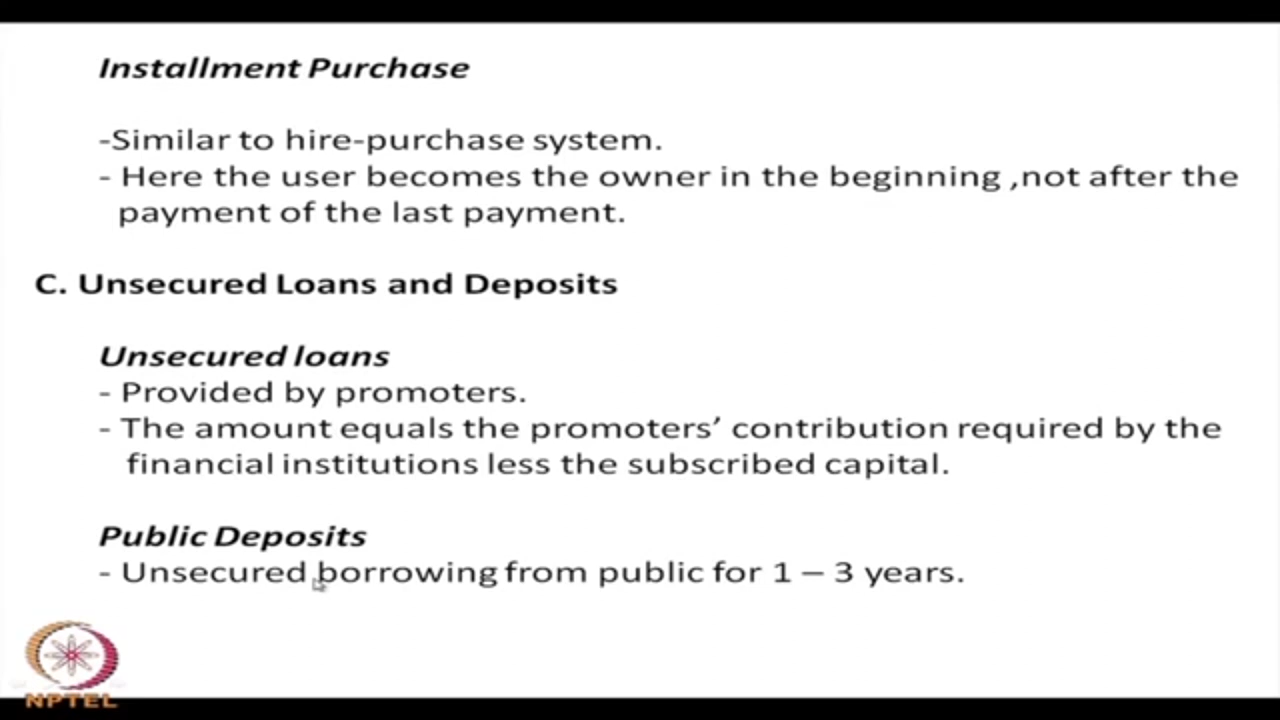 Installment Purchase
-Similar to hire-purchase system.
- Here the user becomes the owner in the beginning ,not after the
payment of the last payment.
C. Unsecured Loans and Deposits
Unsecured loans
- Provided by promoters.
- The amount equals the promoters’ contribution required by the
financial institutions less the subscribed capital.
Public Deposits
- Unsecured borrowing from public for 1 – 3 years.
NPTEL